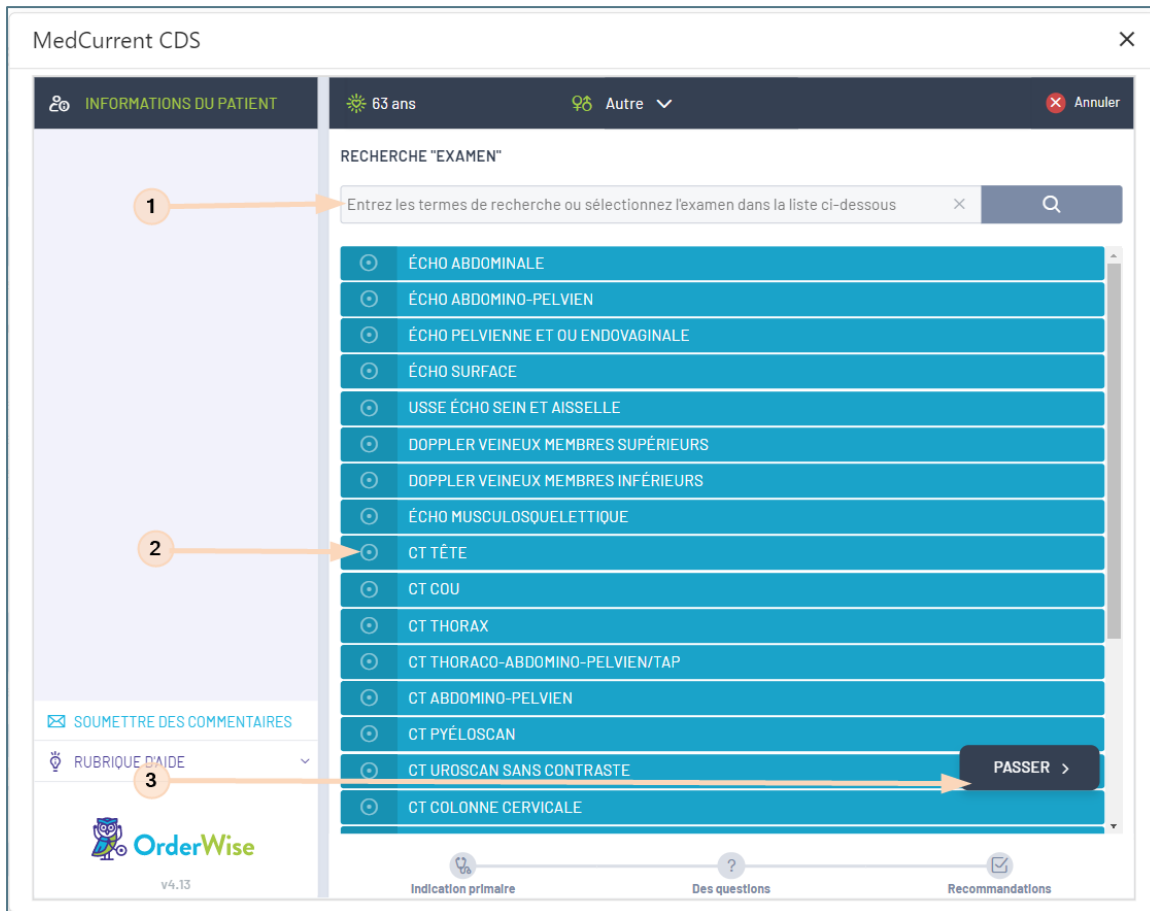 MedCurrent CDS
INFORMATIONS DU PATIENT
63 ans
Autre
Annuler
RECHERCHE "EXAMEN"
1
Entrez les termes de recherche ou sélectionnez l'examen dans la liste ci-dessous
ÉCHO ABDOMINALE
ÉCHO ABDOMINO-PELVIEN
ÉCHO PELVIENNE ET OU ENDOVAGINALE
ÉCHO SURFACE
USSE ÉCHO SEIN ET AISSELLE
DOPPLER VEINEUX MEMBRES SUPÉRIEURS
DOPPLER VEINEUX MEMBRES INFÉRIEURS
ÉCHO MUSCULOSQUELETTIQUE
2
CT TÊTE
CT COU
CT THORAX
CT THORACO-ABDOMINO-PELVIEN/TAP
CT ABDOMINO-PELVIEN
CT PYÉLOSCAN
CT UROSCAN SANS CONTRASTE
CT COLONNE CERVICALE
PASSER
SOUMETTRE DES COMMENTAIRES
RUBRIQUE D'AIDE
3
OrderWise
v4.13
Indication primaire
?
Des questions
Recommandations